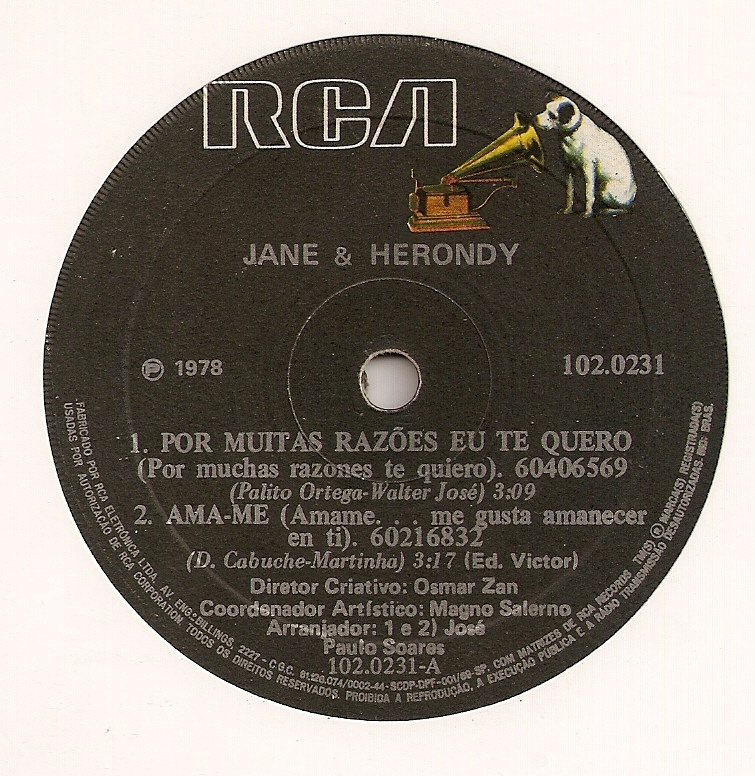 RCA
JANE & HERONDY
Ⓟ 1978
102.0231
1. POR MUITAS RAZÕES EU TE QUERO
(Por muchas razones te quiero). 60406569
(Palito Ortega-Walter José) 3:09
2. AMA-ME (Amame. . . me gusta amanecer
en ti). 60216832
(D. Cabuche-Martinha) 3:17 (Ed. Victor)
Diretor Criativo: Osmar Zan
Coordenador Artístico: Magno Salerno
Arranjador: 1 e 2) José
Paulo Soares
102.0231-A
FABRICADO POR RCA ELETRÔNICA LTDA. AV. ENGº BILLINGS, 2227 - C.G.C. 61.126.074/0002-44-SCDP-DPF-001/69-SP. COM MATRIZES DE RCA RECORDS TM(S) ® MARCA(S) REGISTRADA(S)
USADAS POR AUTORIZAÇÃO DE RCA CORPORATION. TODOS OS DIREITOS RESERVADOS. PROIBIDA A REPRODUÇÃO, A EXECUÇÃO PÚBLICA E A RÁDIO TRANSMISSÃO DESAUTORIZADAS. IND. BRAS.